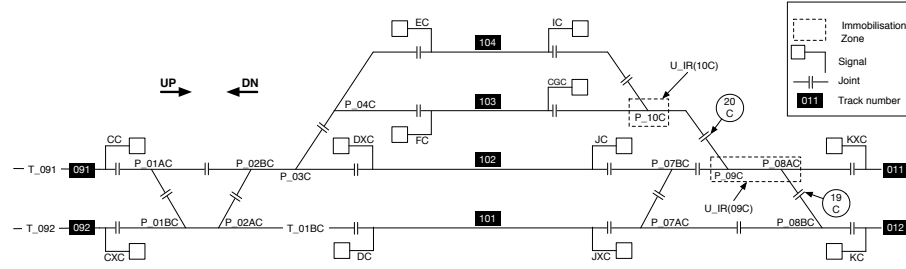 EC
IC
104
Immobilisation
Zone
Signal
Joint
011 Track number
UP
DN
U_IR(10C)
CGC
P_04C
103
P_10C
20
C
FC
CC
DXC
JC
KXC
P_01AC
P_02BC
P_07BC
P_08AC
T_091
091
P_03C
102
P_09C
011
U_IR(09C)
19
C
P_01BC
P_02AC
101
P_07AC
P_08BC
T_092
092
T_01BC
012
CXC
DC
JXC
KC